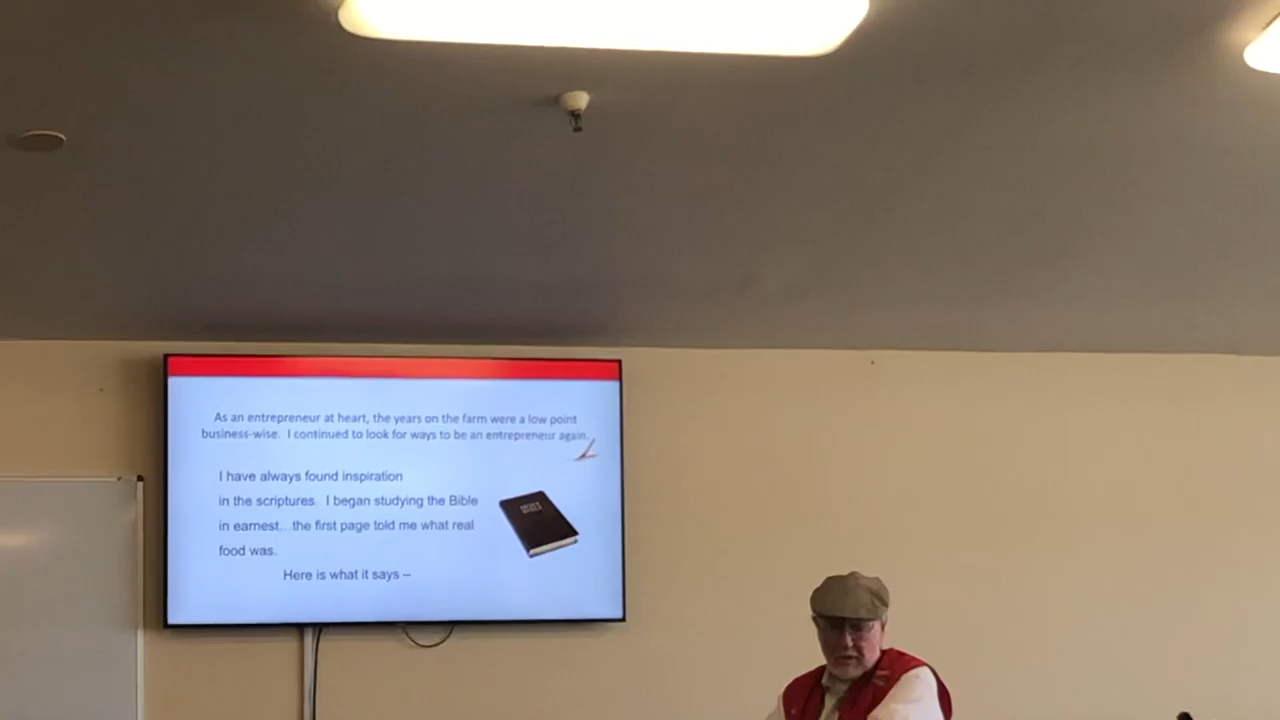 As an entrepreneur at heart, the years on the farm were a low point
business-wise. I continued to look for ways to be an entrepreneur again.
I have always found inspiration
in the scriptures. I began studying the Bible
in earnest...the first page told me what real
food was.
Here is what it says –